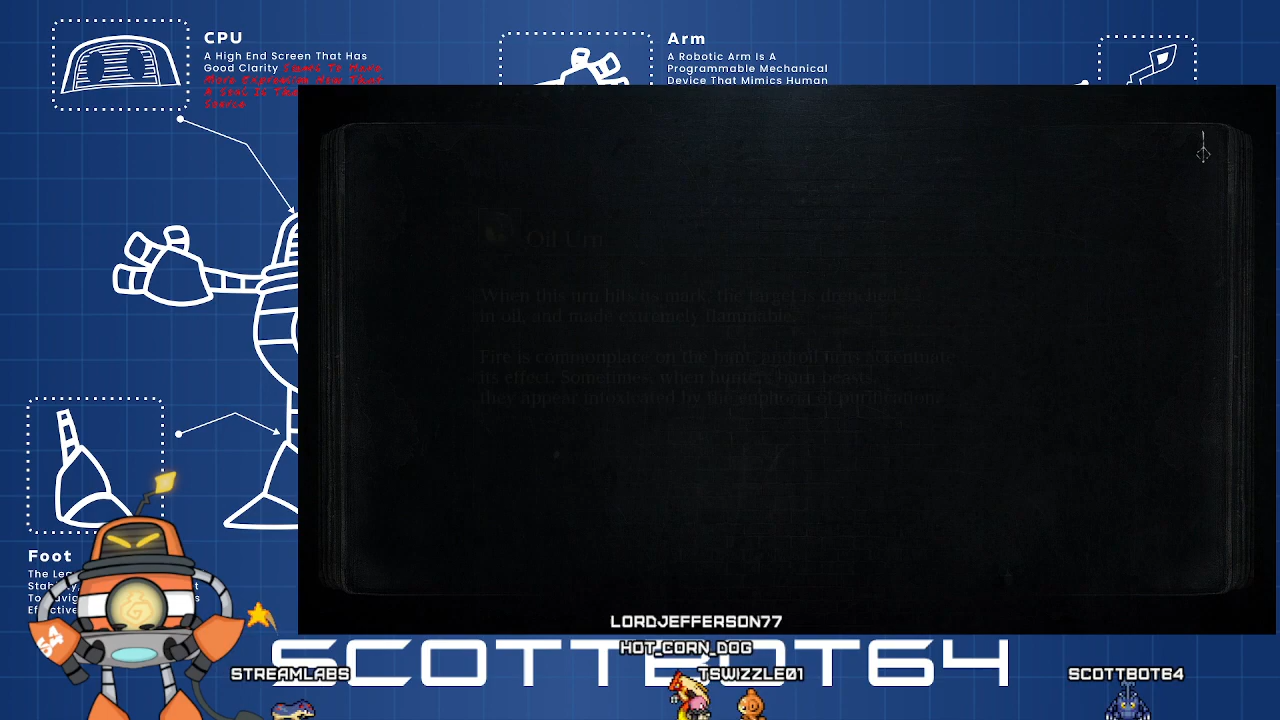 CPU
A High End Screen That Has
Good Clarity
Arm
A Robotic Arm Is A
Programmable Mechanical
Device That Mimics Human
Oil Urn
When this urn hits its mark, the target is drenched
in oil, and made extremely flammable.
Fire is commonplace on the hunt, and oil urns accentuate
its effect. Sometimes, when hunters burn beasts,
they appear intoxicated by the euphoria of purification.
Foot
The
LORDJEFFERSON77
HOT_CORN_DOG
SCOTTBOT64
STREAMLABS
TSWIZZLE01
SCOTTBOT64